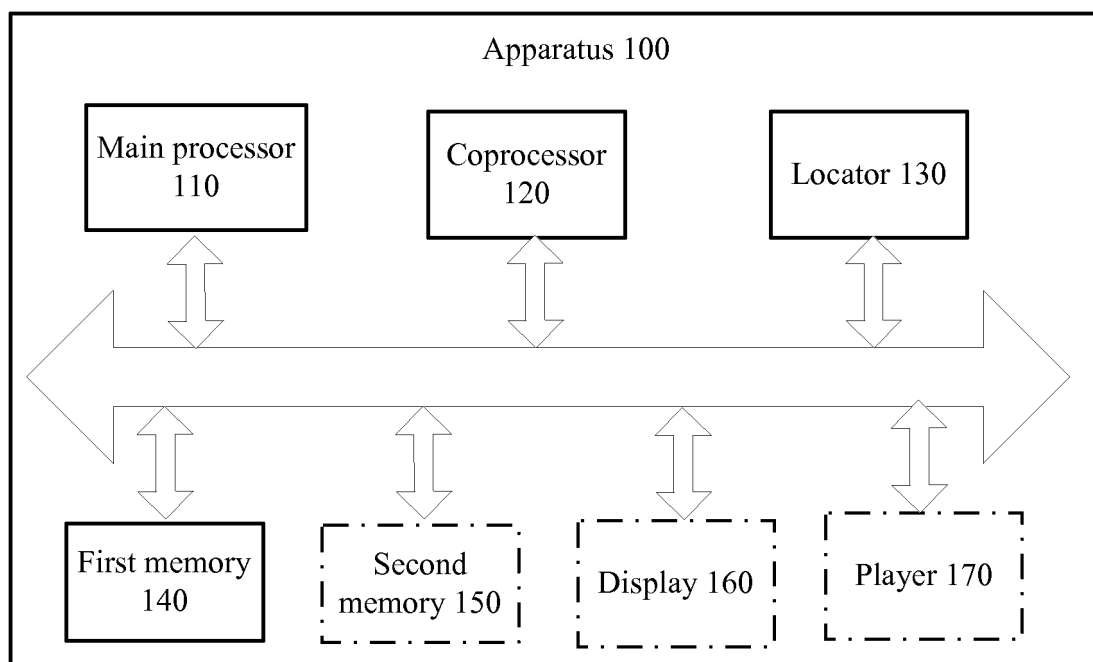 Apparatus 100
Main processor
110
Coprocessor
120
Locator 130
First memory
140
Second
memory 150
Display 160
Player 170